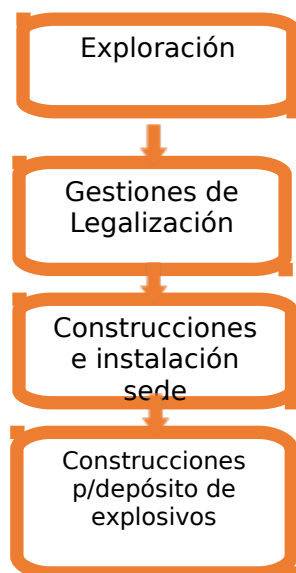 Exploración
Gestiones de
Legalización
Construcciones
e instalación
sede
Construcciones
p/depósito de
explosivos